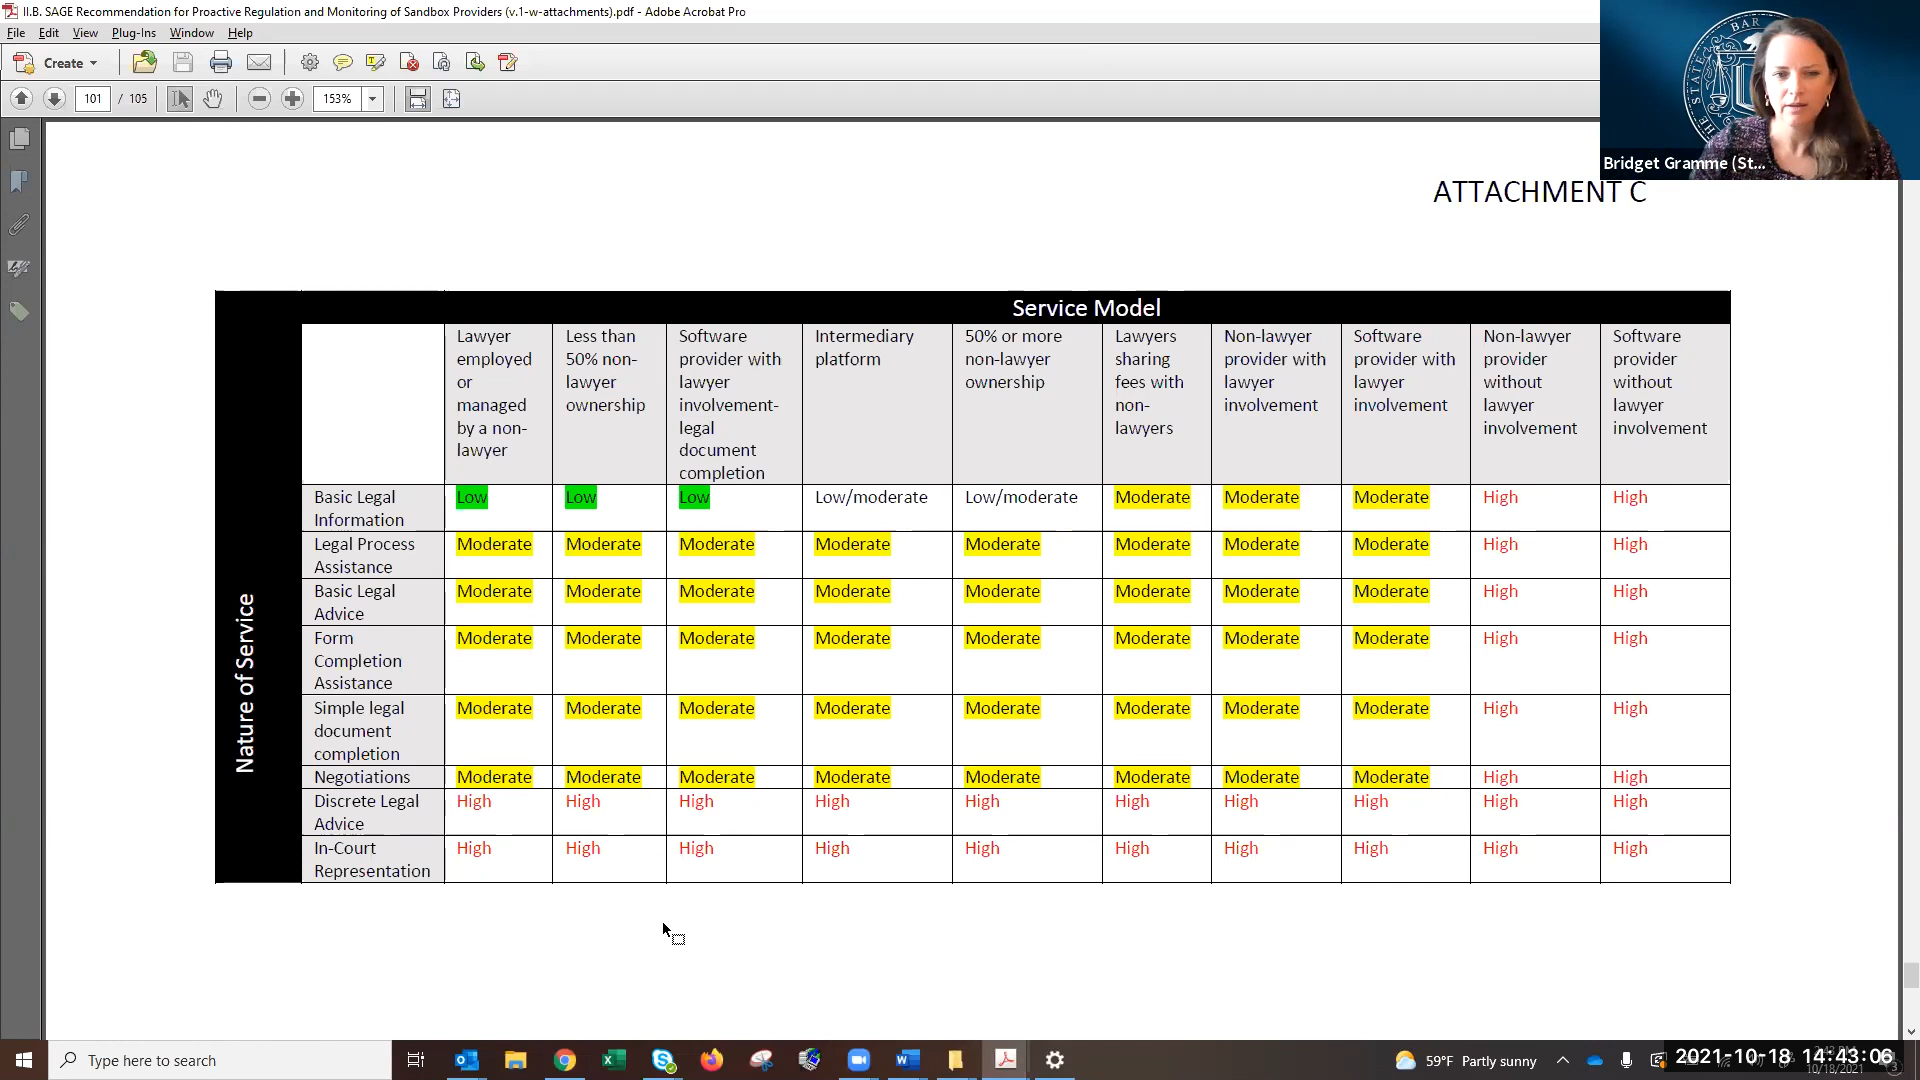 II.B. SAGE Recommendation for Proactive Regulation and Monitoring of Sandbox Providers (v.1-w-attachments).pdf - Adobe Acrobat Pro
File Edit View Plug-Ins Window Help
Create
101 / 105 153%
Bridget Gramme (St...
ATTACHMENT C
Service Model
Lawyer employed or managed by a non-lawyer
Less than 50% non-lawyer ownership
Software provider with lawyer involvement-legal document completion
Intermediary platform
50% or more non-lawyer ownership
Lawyers sharing fees with non-lawyers
Non-lawyer provider with lawyer involvement
Software provider with lawyer involvement
Non-lawyer provider without lawyer involvement
Software provider without lawyer involvement
Nature of Service
Basic Legal Information Low Low Low Low/moderate Low/moderate Moderate Moderate Moderate High High
Legal Process Assistance Moderate Moderate Moderate Moderate Moderate Moderate Moderate Moderate High High
Basic Legal Advice Moderate Moderate Moderate Moderate Moderate Moderate Moderate Moderate High High
Form Completion Assistance Moderate Moderate Moderate Moderate Moderate Moderate Moderate Moderate High High
Simple legal document completion Moderate Moderate Moderate Moderate Moderate Moderate Moderate Moderate High High
Negotiations Moderate Moderate Moderate Moderate Moderate Moderate Moderate Moderate High High
Discrete Legal Advice High High High High High High High High High High
In-Court Representation High High High High High High High High High High
Type here to search
59°F Partly sunny
2021-10-18 14:43:06
10/18/2021